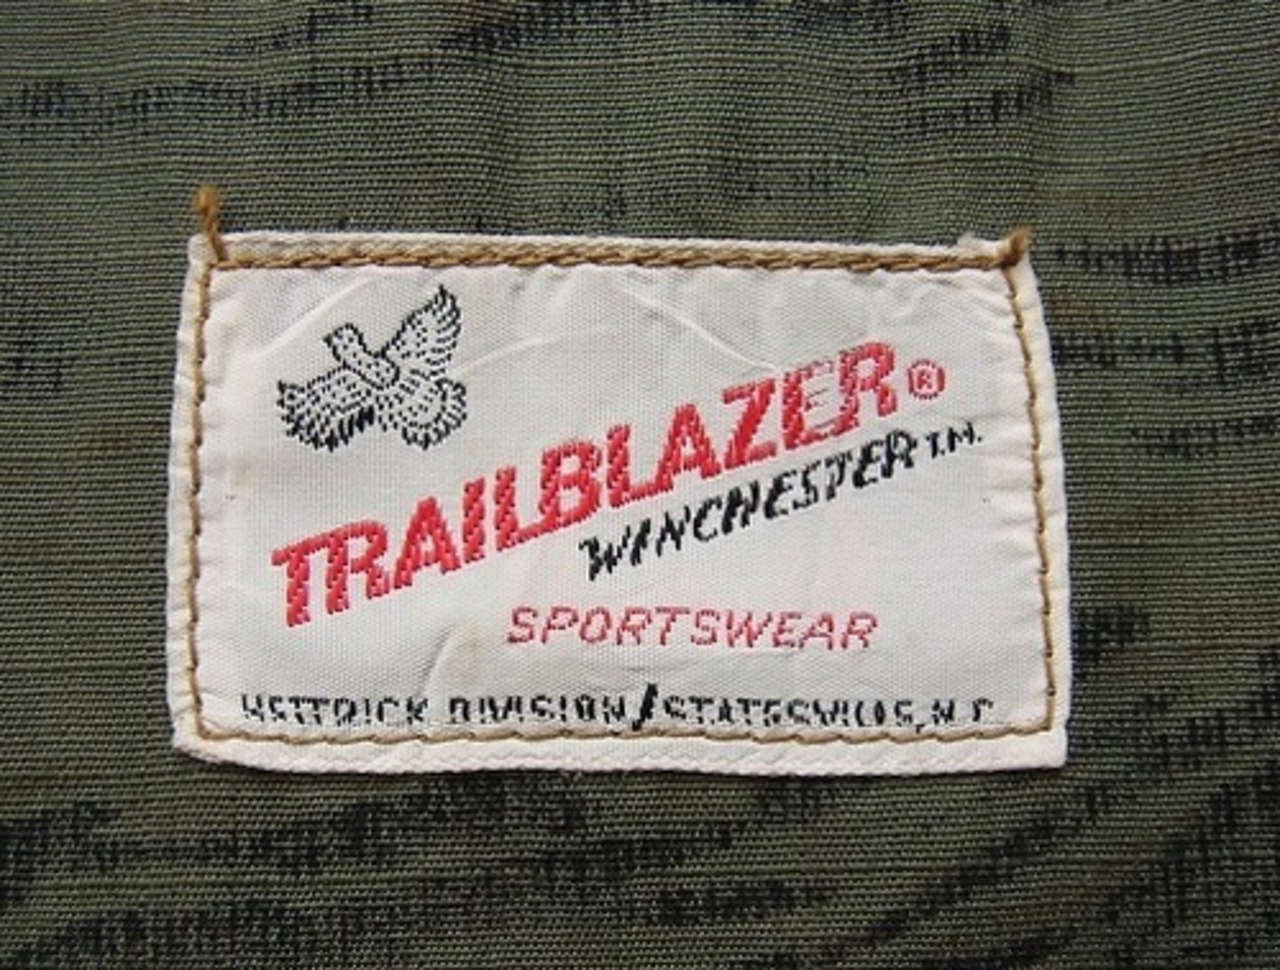 TRAILBLAZER®
WINCHESTER T.M.
SPORTSWEAR
HETTRICK DIVISION/STATESVILLE, N.C.